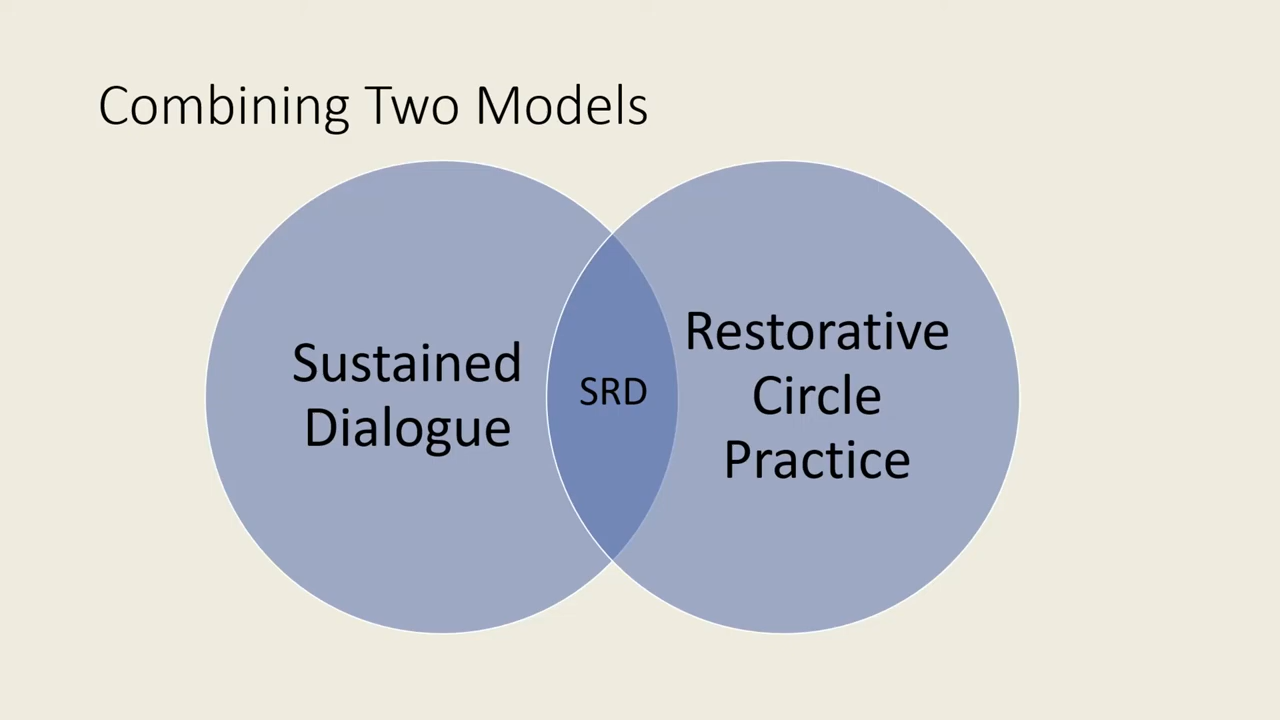 Combining Two Models
Sustained
Dialogue
SRD
Restorative
Circle
Practice